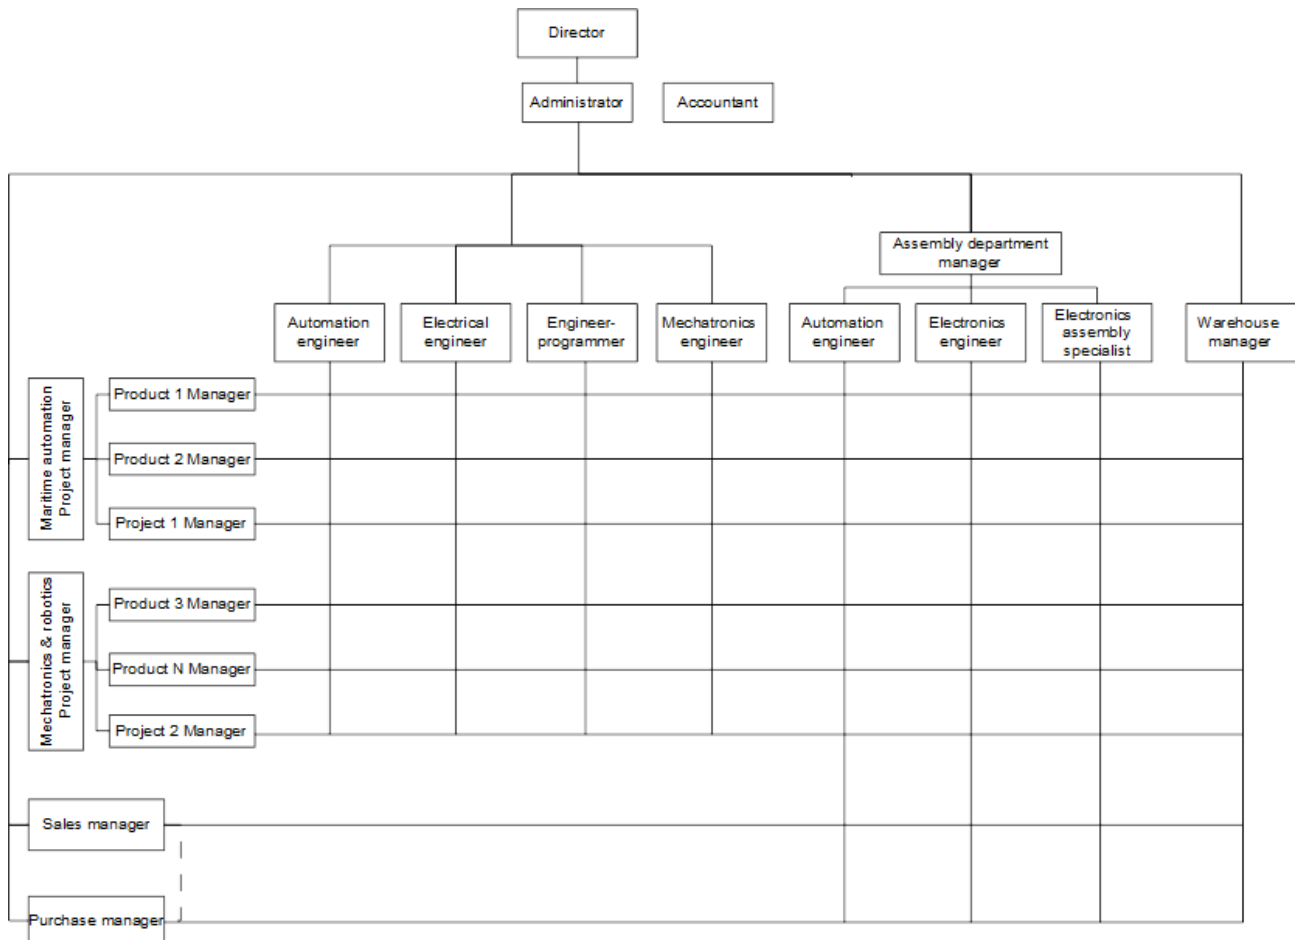 Director
Administrator
Accountant
Assembly department
manager
Automation
engineer
Electrical
engineer
Engineer-
programmer
Mechatronics
engineer
Automation
engineer
Electronics
engineer
Electronics
assembly
specialist
Warehouse
manager
Maritime automation
Project manager
Product 1 Manager
Product 2 Manager
Project 1 Manager
Mechatronics & robotics
Project manager
Product 3 Manager
Product N Manager
Project 2 Manager
Sales manager
Purchase manager